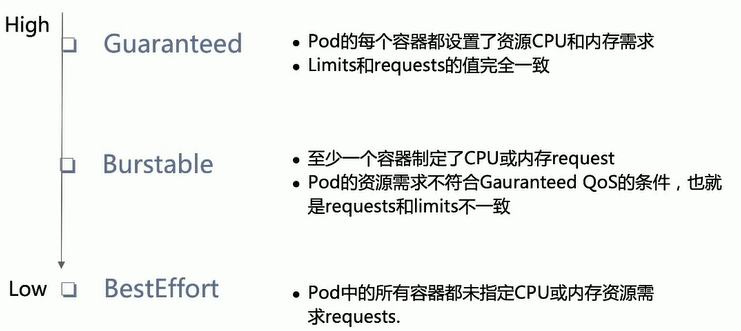 High
Guaranteed
• Pod的每个容器都设置了资源CPU和内存需求
• Limits和requests的值完全一致
Burstable
• 至少一个容器制定了CPU或内存request
• Pod的资源需求不符合Gauranteed QoS的条件，也就
是requests和limits不一致
Low
BestEffort
• Pod中的所有容器都未指定CPU或内存资源需
求requests.